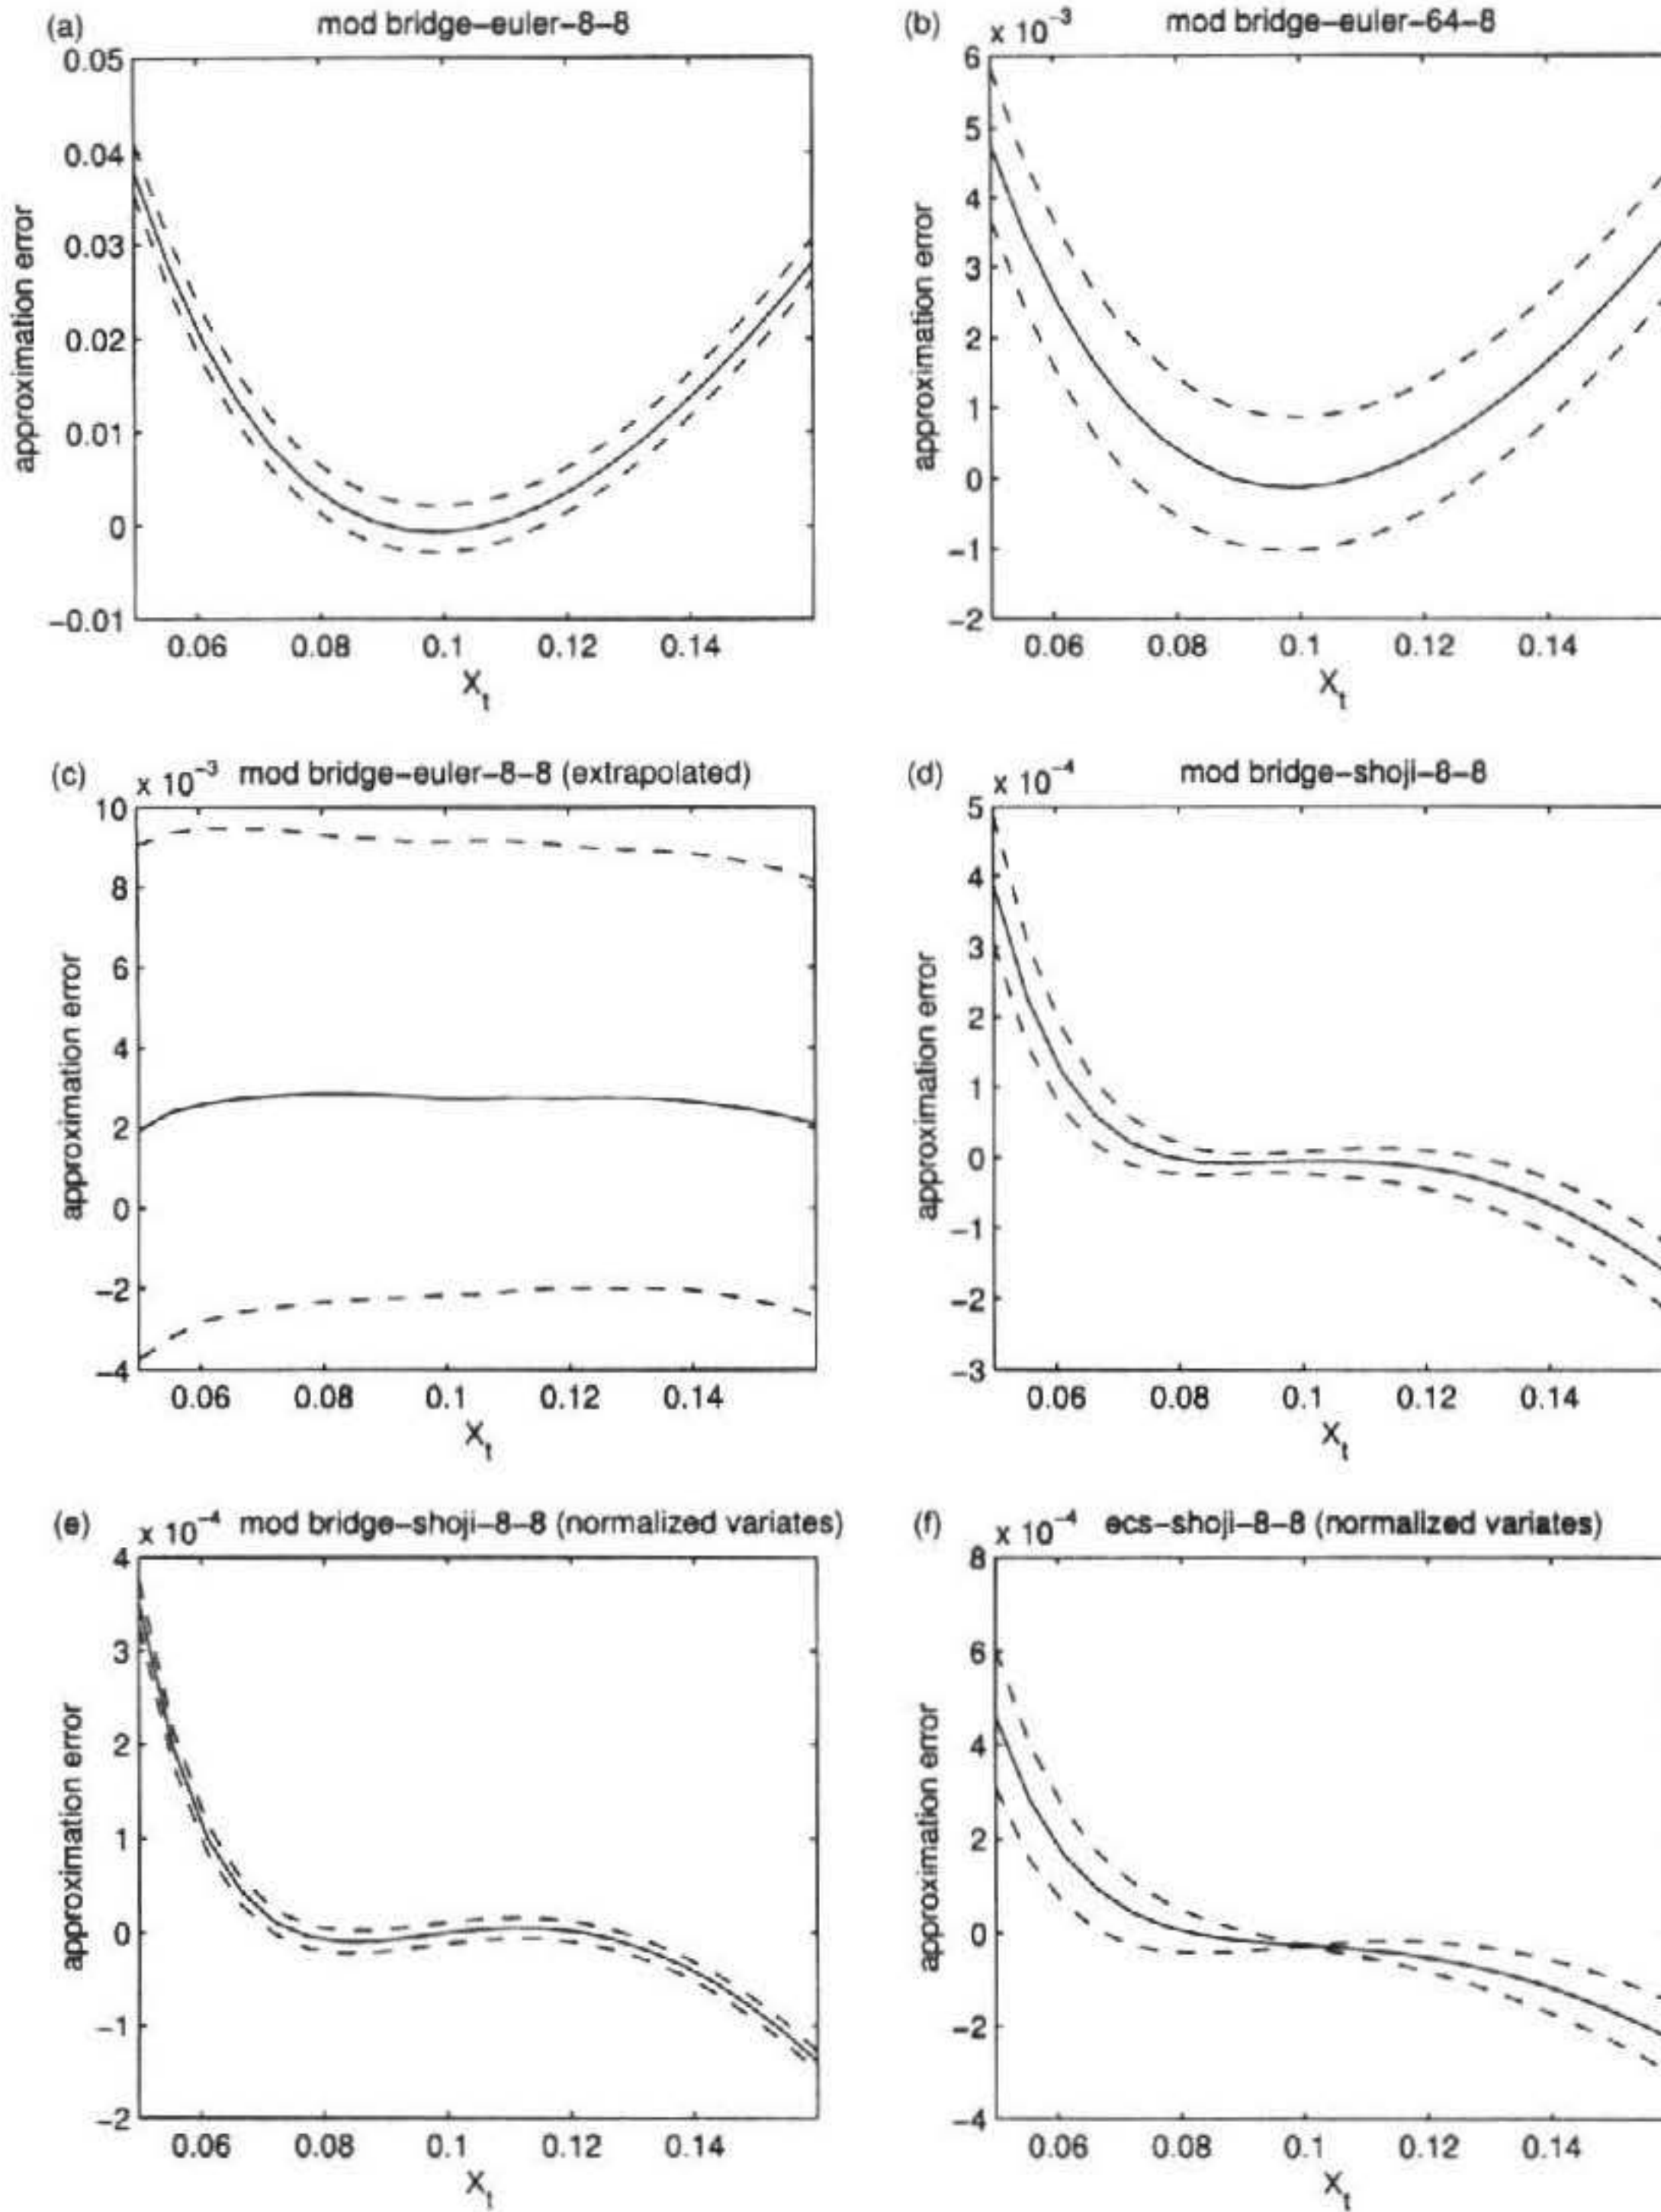 (a) mod bridge-euler-8-8
0.05
0.04
0.03
0.02
0.01
0
-0.01
approximation error
0.06 0.08 0.1 0.12 0.14
Xt
(b) x 10-3 mod bridge-euler-64-8
6
5
4
3
2
1
0
-1
-2
approximation error
0.06 0.08 0.1 0.12 0.14
Xt
(c) x 10-3 mod bridge-euler-8-8 (extrapolated)
10
8
6
4
2
0
-2
-4
approximation error
0.06 0.08 0.1 0.12 0.14
Xt
(d) x 10-4 mod bridge-shoji-8-8
5
4
3
2
1
0
-1
-2
-3
approximation error
0.06 0.08 0.1 0.12 0.14
Xt
(e) x 10-4 mod bridge-shoji-8-8 (normalized variates)
4
3
2
1
0
-1
-2
approximation error
0.06 0.08 0.1 0.12 0.14
Xt
(f) x 10-4 ecs-shoji-8-8 (normalized variates)
8
6
4
2
0
-2
-4
approximation error
0.06 0.08 0.1 0.12 0.14
Xt